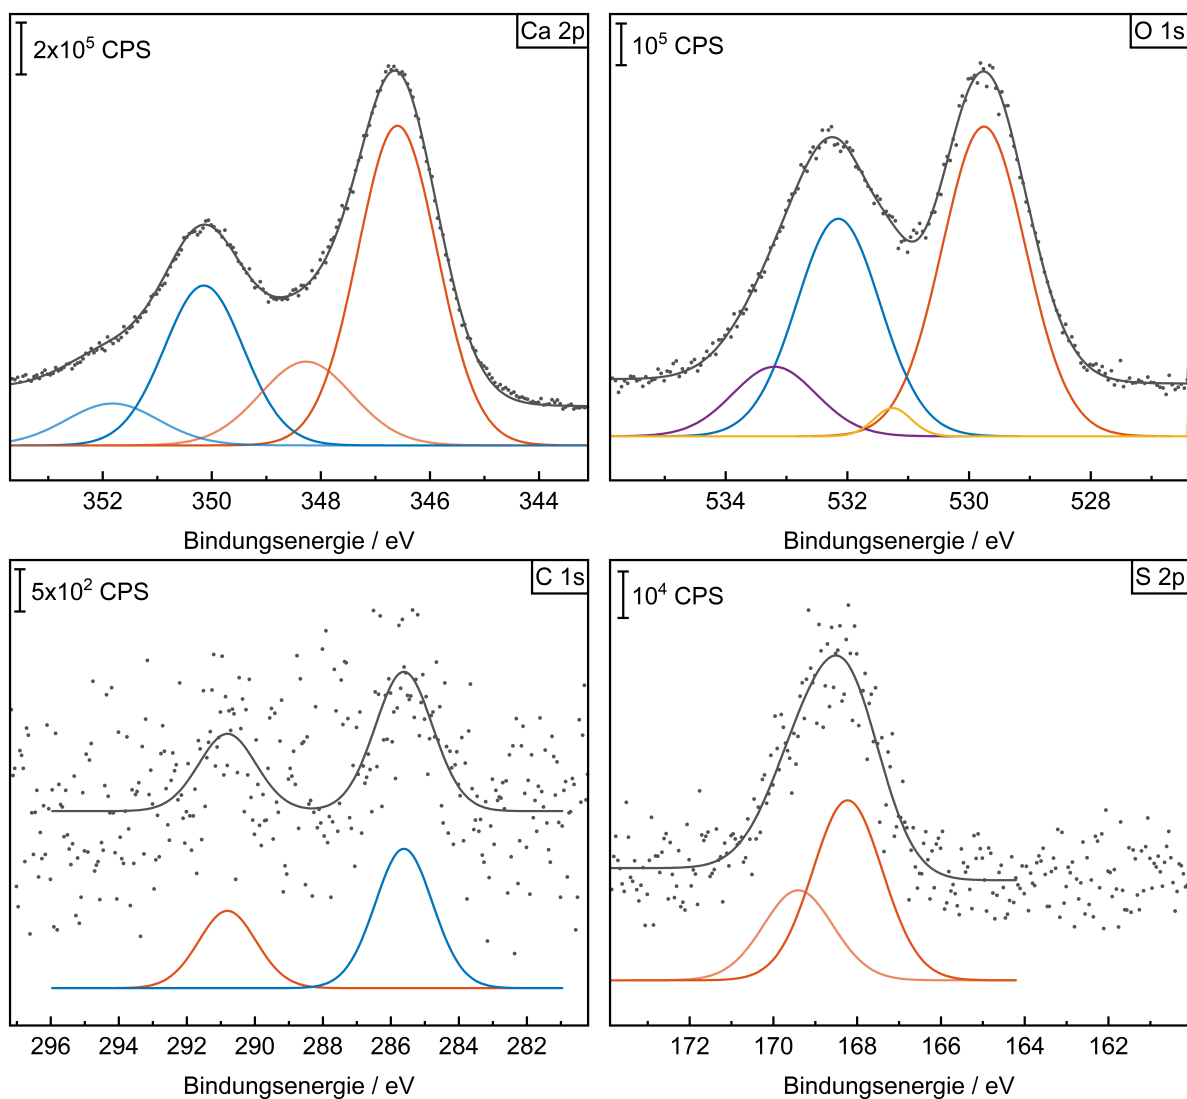 2x10⁵ CPS
Ca 2p
352 350 348 346 344
Bindungsenergie / eV
10⁵ CPS
O 1s
534 532 530 528
Bindungsenergie / eV
5x10² CPS
C 1s
296 294 292 290 288 286 284 282
Bindungsenergie / eV
10⁴ CPS
S 2p
172 170 168 166 164 162
Bindungsenergie / eV